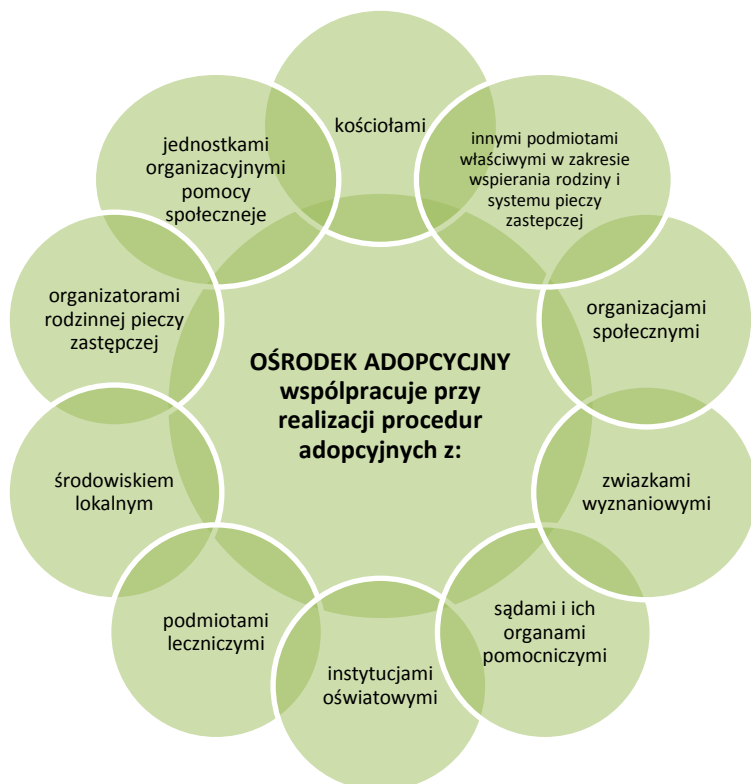 kościołami
innymi podmiotami
właściwymi w zakresie
wspierania rodziny i
systemu pieczy
zastepczej
organizacjami
społecznymi
zwiazkami
wyznaniowymi
sądami i ich
organami
pomocniczymi
instytucjami
oświatowymi
podmiotami
leczniczymi
środowiskiem
lokalnym
organizatorami
rodzinnej pieczy
zastępczej
jednostkami
organizacyjnymi
pomocy
społeczneje
OŚRODEK ADOPCYCJNY
wspólpracuje przy
realizacji procedur
adopcyjnych z: